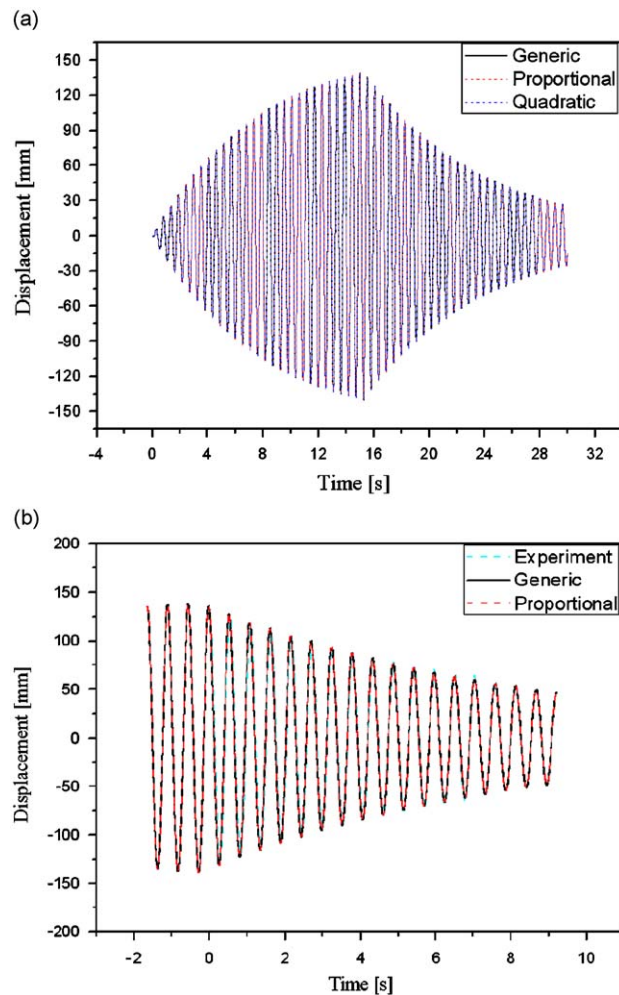 (a)
150
120
90
60
30
0
-30
-60
-90
-120
-150
Displacement [mm]
Generic
Proportional
Quadratic
-4 0 4 8 12 16 20 24 28 32
Time [s]
(b)
200
150
100
50
0
-50
-100
-150
-200
Displacement [mm]
Experiment
Generic
Proportional
-2 0 2 4 6 8 10
Time [s]